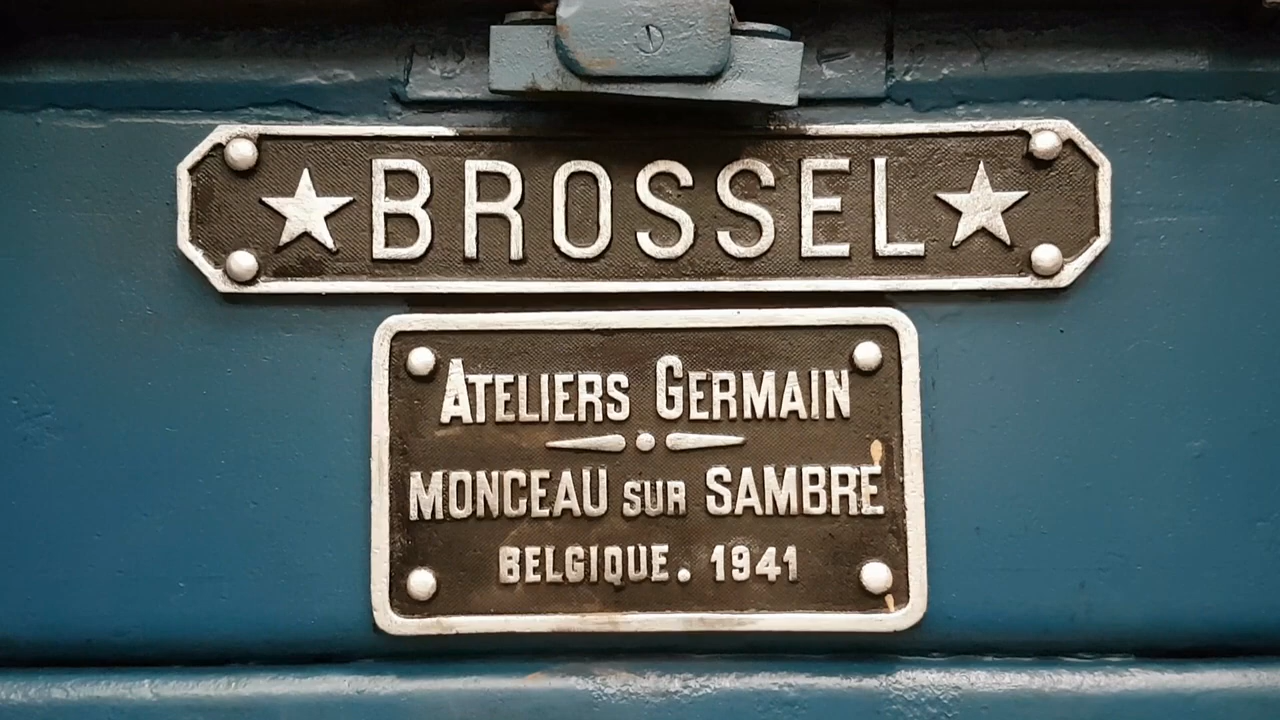 BROSSEL
ATELIERS GERMAIN
MONCEAU SUR SAMBRE
BELGIQUE. 1941